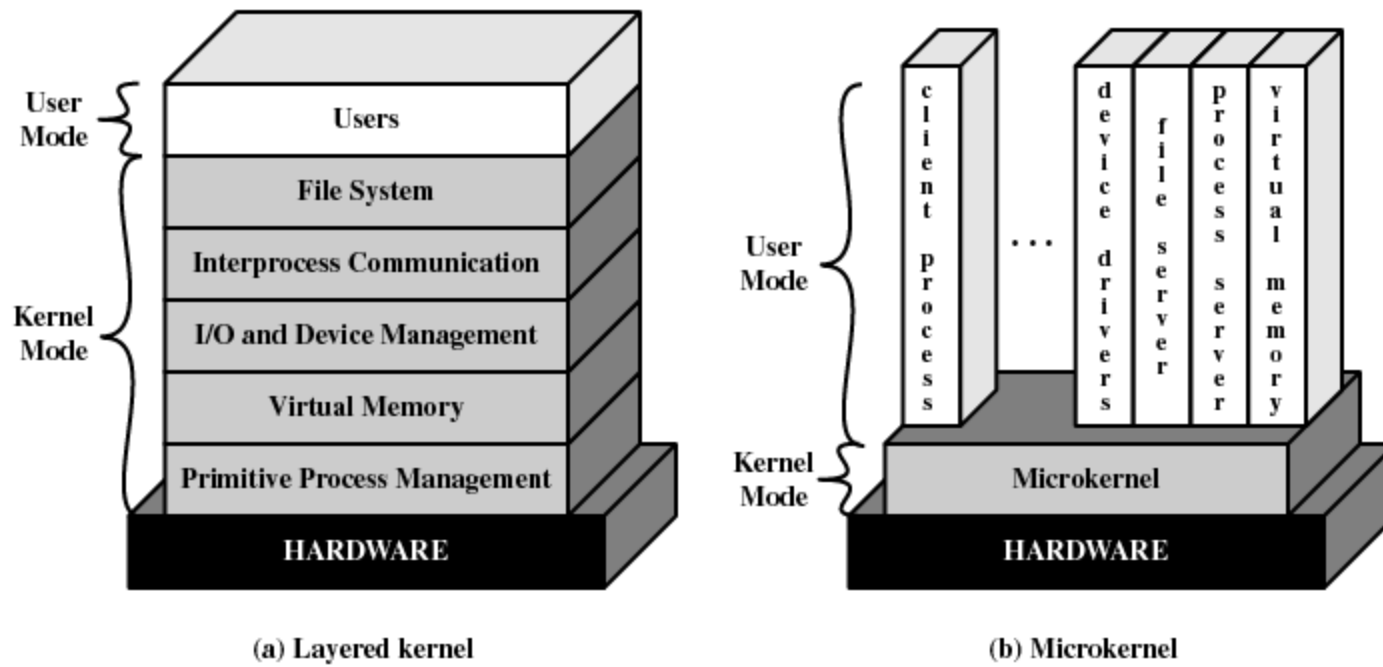 User
Mode
Users
Kernel
Mode
File System
Interprocess Communication
I/O and Device Management
Virtual Memory
Primitive Process Management
HARDWARE
(a) Layered kernel
User
Mode
client process
...
device drivers
file server
process server
virtual memory
Kernel
Mode
Microkernel
HARDWARE
(b) Microkernel